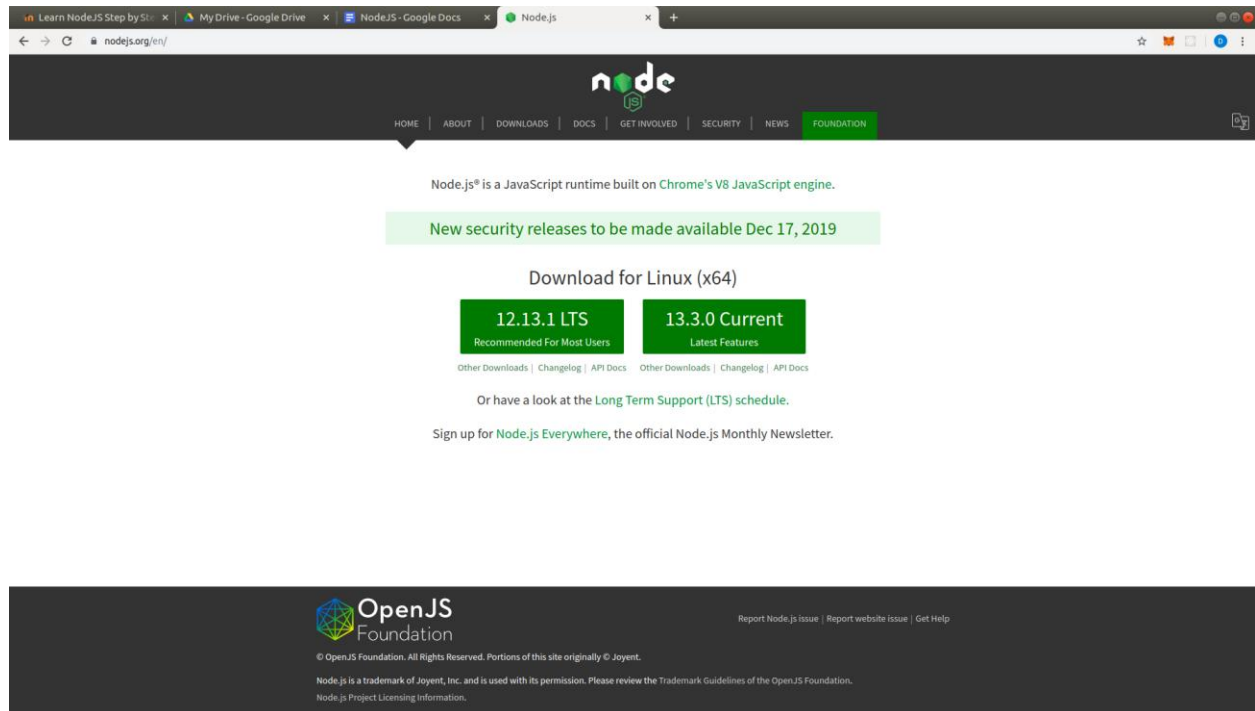 Learn NodeJS Step by Ste
My Drive - Google Drive
NodeJS - Google Docs
Node.js
nodejs.org/en/
D
node
JS
HOME | ABOUT | DOWNLOADS | DOCS | GET INVOLVED | SECURITY | NEWS FOUNDATION
Node.js® is a JavaScript runtime built on Chrome's V8 JavaScript engine.
New security releases to be made available Dec 17, 2019
Download for Linux (x64)
12.13.1 LTS
Recommended For Most Users
13.3.0 Current
Latest Features
Other Downloads | Changelog | API Docs
Other Downloads | Changelog | API Docs
Or have a look at the Long Term Support (LTS) schedule.
Sign up for Node.js Everywhere, the official Node.js Monthly Newsletter.
OpenJS
Foundation
Report Node.js issue | Report website issue | Get Help
© OpenJS Foundation. All Rights Reserved. Portions of this site originally © Joyent.
Node.js is a trademark of Joyent, Inc. and is used with its permission. Please review the Trademark Guidelines of the OpenJS Foundation.
Node.js Project Licensing Information.